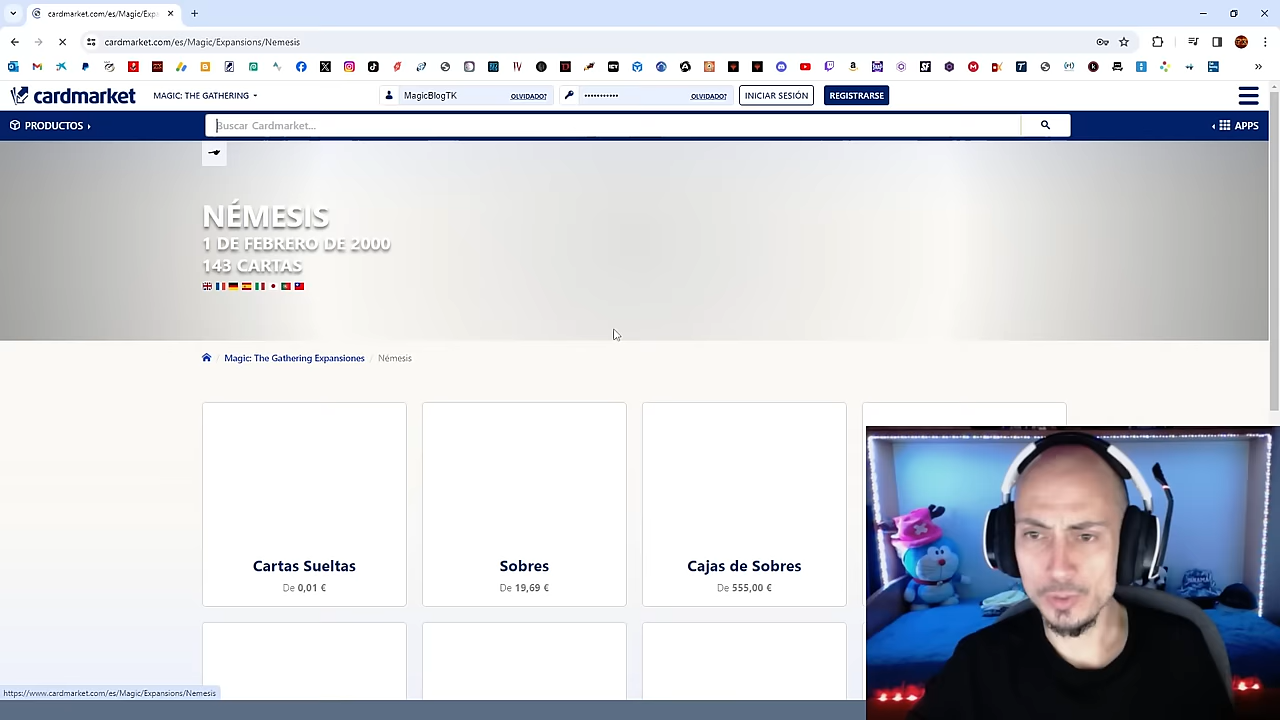 cardmarket.com/es/Magic/Exp
cardmarket.com/es/Magic/Expansions/Nemesis
cardmarket
MAGIC: THE GATHERING
MagicBlogTK
OLVIDADO?
OLVIDADO?
INICIAR SESIÓN
REGISTRARSE
PRODUCTOS
Buscar Cardmarket...
APPS
NÉMESIS
1 DE FEBRERO DE 2000
143 CARTAS
Magic: The Gathering Expansiones / Némesis
Cartas Sueltas
De 0,01 €
Sobres
De 19,69 €
Cajas de Sobres
De 555,00 €
https://www.cardmarket.com/es/Magic/Expansions/Nemesis